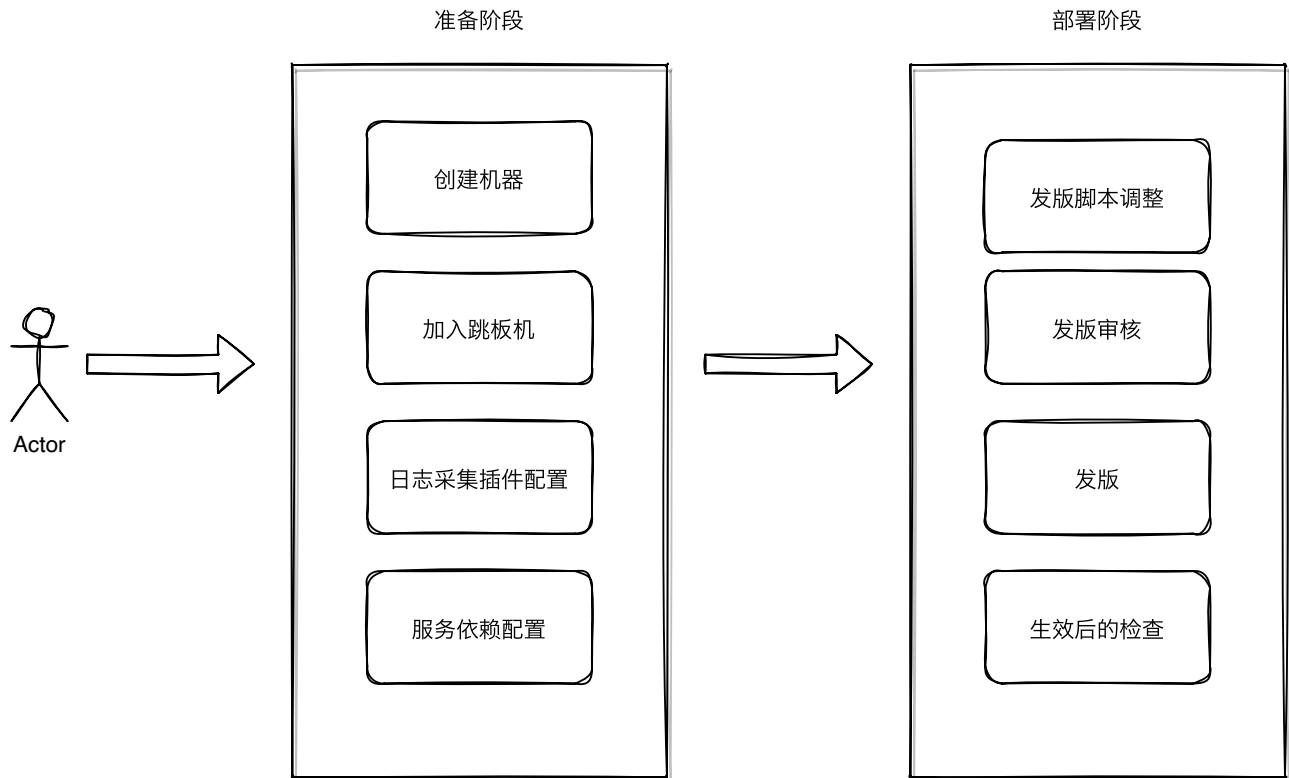 准备阶段
部署阶段
创建机器
加入跳板机
日志采集插件配置
服务依赖配置
发版脚本调整
发版审核
发版
生效后的检查
Actor